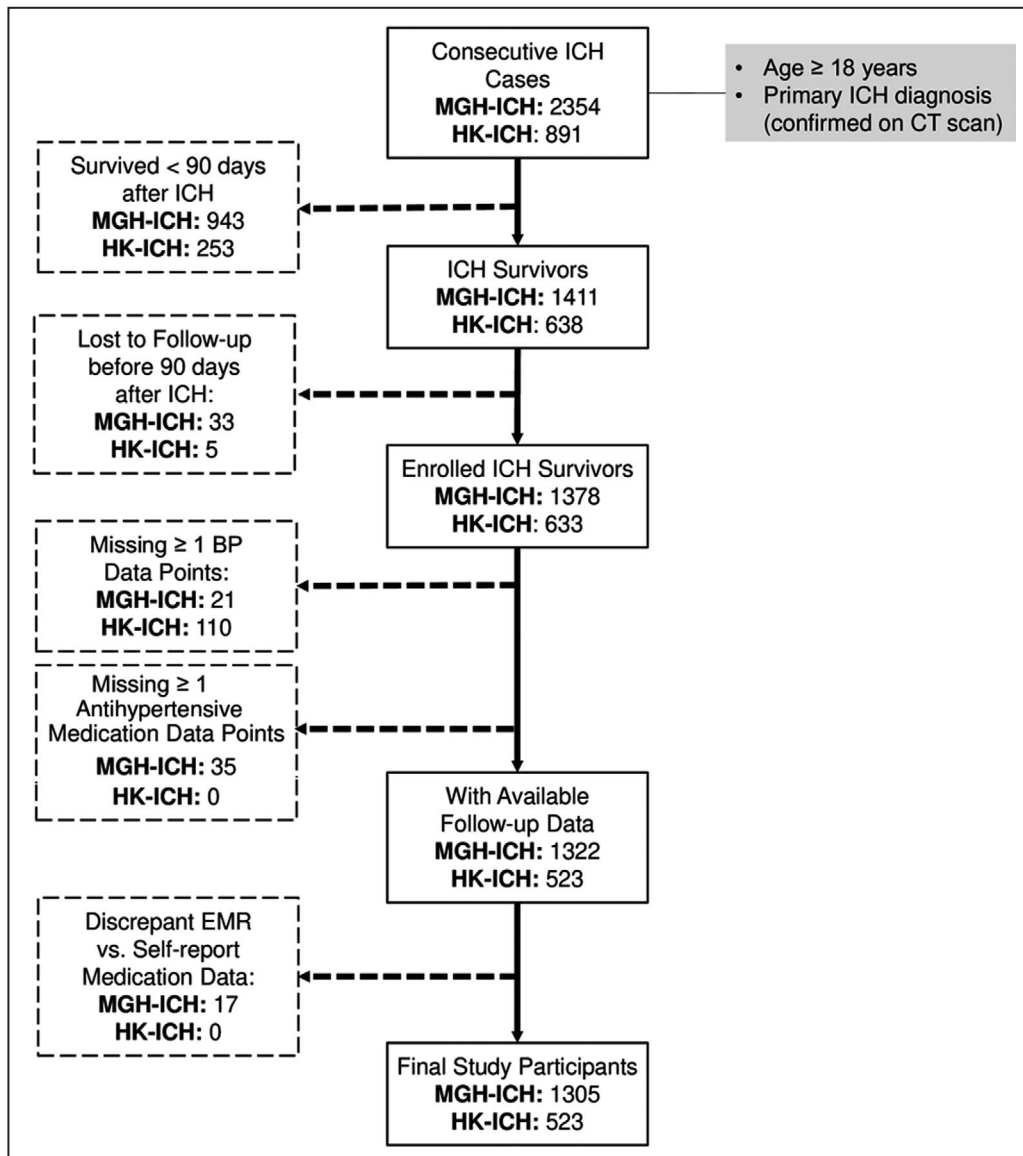 Consecutive ICH
Cases
MGH-ICH: 2354
HK-ICH: 891
• Age ≥ 18 years
• Primary ICH diagnosis
(confirmed on CT scan)
Survived < 90 days
after ICH
MGH-ICH: 943
HK-ICH: 253
ICH Survivors
MGH-ICH: 1411
HK-ICH: 638
Lost to Follow-up
before 90 days
after ICH:
MGH-ICH: 33
HK-ICH: 5
Enrolled ICH Survivors
MGH-ICH: 1378
HK-ICH: 633
Missing ≥ 1 BP
Data Points:
MGH-ICH: 21
HK-ICH: 110
Missing ≥ 1
Antihypertensive
Medication Data Points
MGH-ICH: 35
HK-ICH: 0
With Available
Follow-up Data
MGH-ICH: 1322
HK-ICH: 523
Discrepant EMR
vs. Self-report
Medication Data:
MGH-ICH: 17
HK-ICH: 0
Final Study Participants
MGH-ICH: 1305
HK-ICH: 523